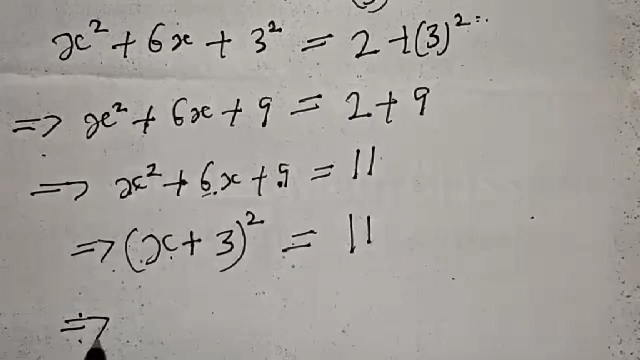 x² + 6x + 3² = 2 + (3)²
⇒ x² + 6x + 9 = 2 + 9
⇒ x² + 6x + 9 = 11
⇒ (x + 3)² = 11
⇒